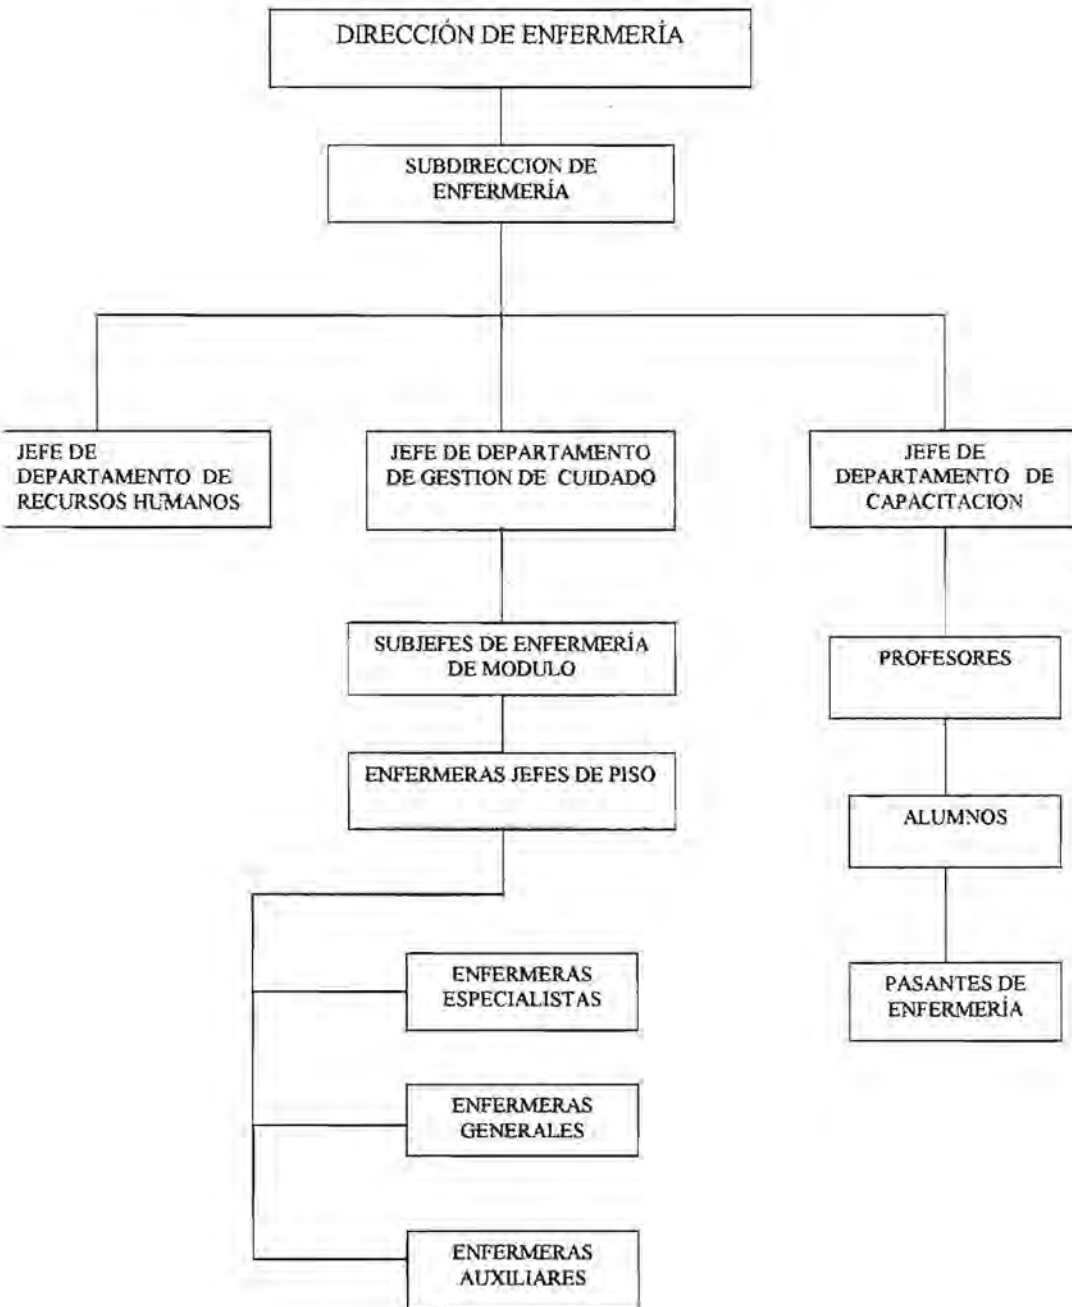 DIRECCIÓN DE ENFERMERÍA
SUBDIRECCION DE
ENFERMERÍA
JEFE DE
DEPARTAMENTO DE
RECURSOS HUMANOS
JEFE DE DEPARTAMENTO
DE GESTION DE CUIDADO
JEFE DE
DEPARTAMENTO DE
CAPACITACION
SUBJEFES DE ENFERMERÍA
DE MODULO
PROFESORES
ENFERMERAS JEFES DE PISO
ALUMNOS
ENFERMERAS
ESPECIALISTAS
PASANTES DE
ENFERMERÍA
ENFERMERAS
GENERALES
ENFERMERAS
AUXILIARES